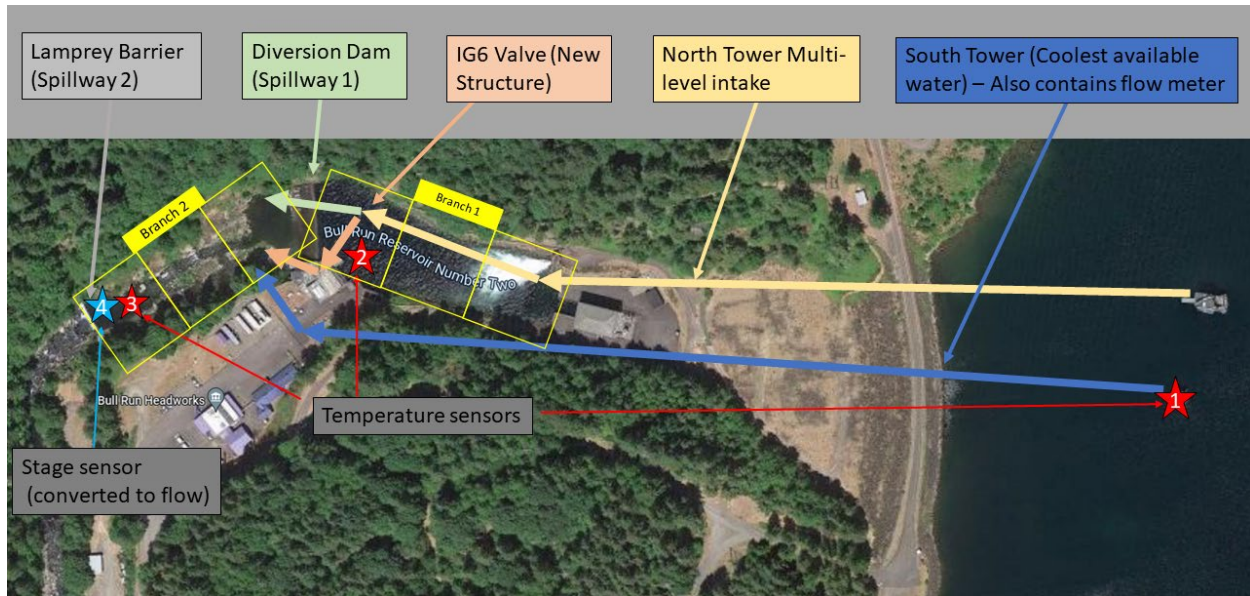 Lamprey Barrier
(Spillway 2)
Diversion Dam
(Spillway 1)
IG6 Valve (New
Structure)
North Tower Multi-
level intake
South Tower (Coolest available
water) – Also contains flow meter
Branch 2
Branch 1
Bull Run Reservoir Number Two
2
4
3
1
Bull Run Headworks
Temperature sensors
Stage sensor
(converted to flow)